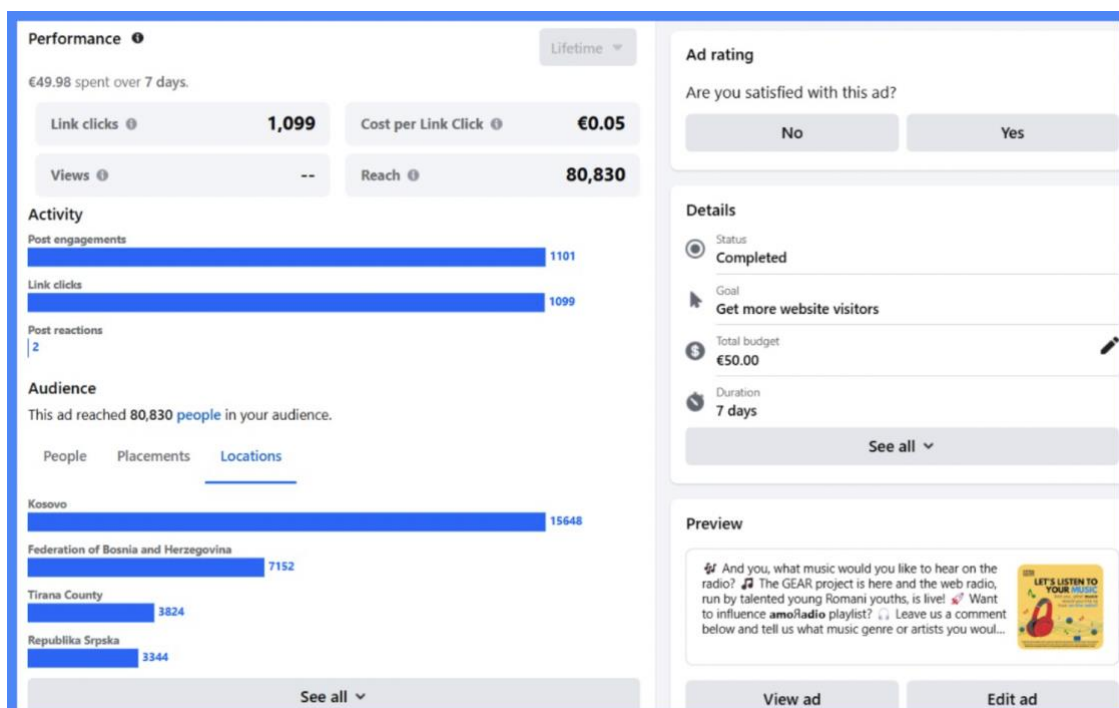 Performance
Lifetime
€49.98 spent over 7 days.
Link clicks 1,099
Cost per Link Click €0.05
Views --
Reach 80,830
Activity
Post engagements
1101
Link clicks
1099
Post reactions
2
Audience
This ad reached 80,830 people in your audience.
People Placements Locations
Kosovo
15648
Federation of Bosnia and Herzegovina
7152
Tirana County
3824
Republika Srpska
3344
See all
Ad rating
Are you satisfied with this ad?
No Yes
Details
Status
Completed
Goal
Get more website visitors
Total budget
€50.00
Duration
7 days
See all
Preview
🎻 And you, what music would you like to hear on the
radio? 🎵 The GEAR project is here and the web radio,
run by talented young Romani youths, is live! 🚀 Want
to influence amoЯadio playlist? 🎧 Leave us a comment
below and tell us what music genre or artists you woul...
LET'S LISTEN TO
YOUR MUSIC
View ad Edit ad